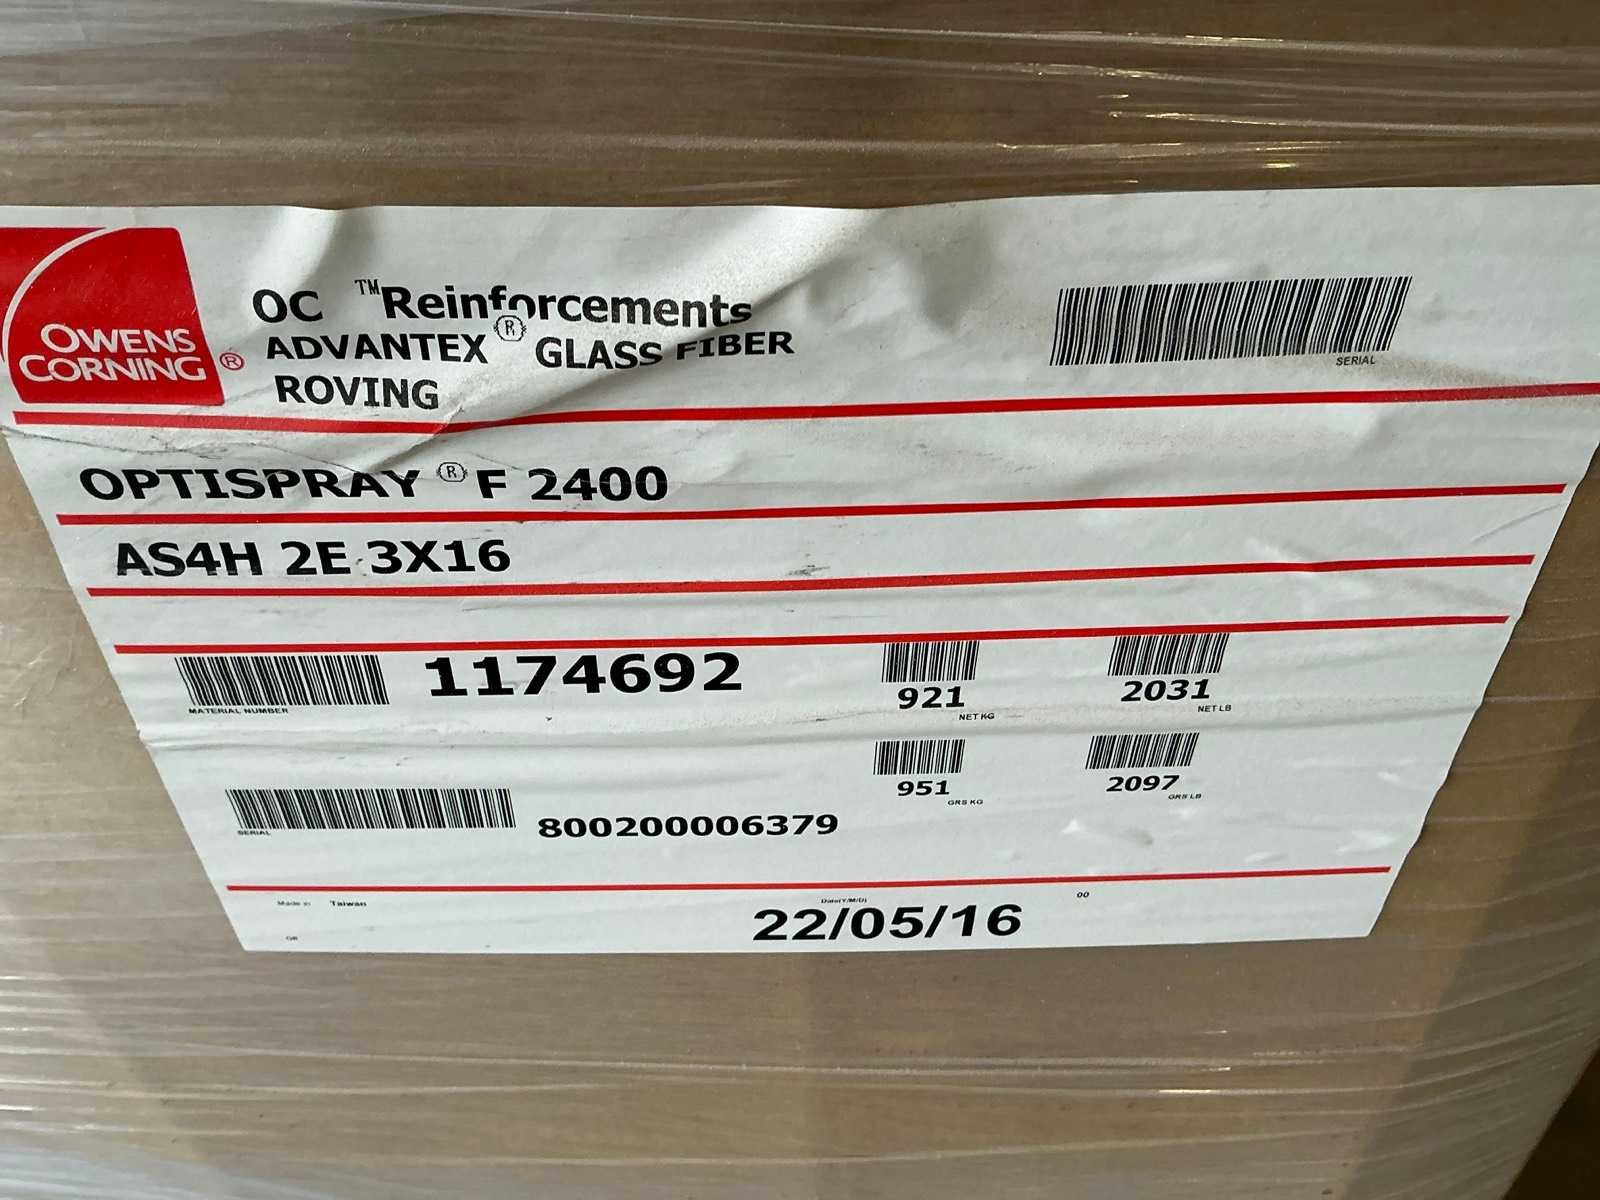 OWENS
CORNING®
OC ™Reinforcements
ADVANTEX® GLASS FIBER
ROVING
SERIAL
OPTISPRAY® F 2400
AS4H 2E 3X16
1174692
MATERIAL NUMBER
921
NET KG
2031
NET LB
951
GRS KG
2097
GRS LB
800200006379
SERIAL
Made in Taiwan
OR
Date(Y/M/D)
22/05/16
00